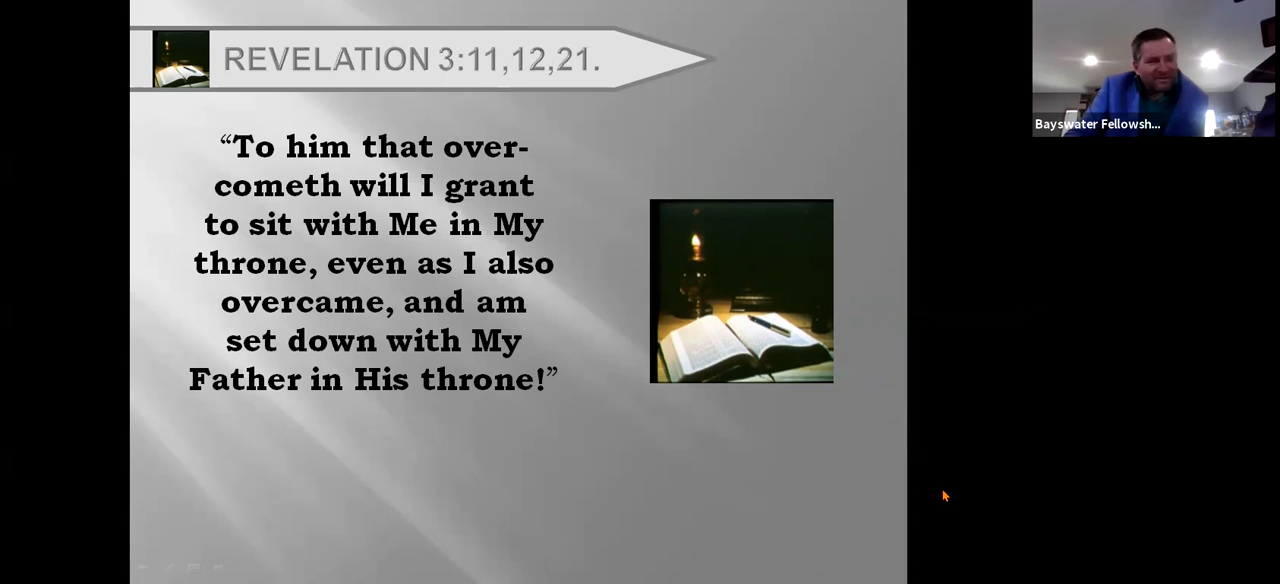 REVELATION 3:11,12,21.
“To him that over-
cometh will I grant
to sit with Me in My
throne, even as I also
overcame, and am
set down with My
Father in His throne!”
Bayswater Fellowsh...